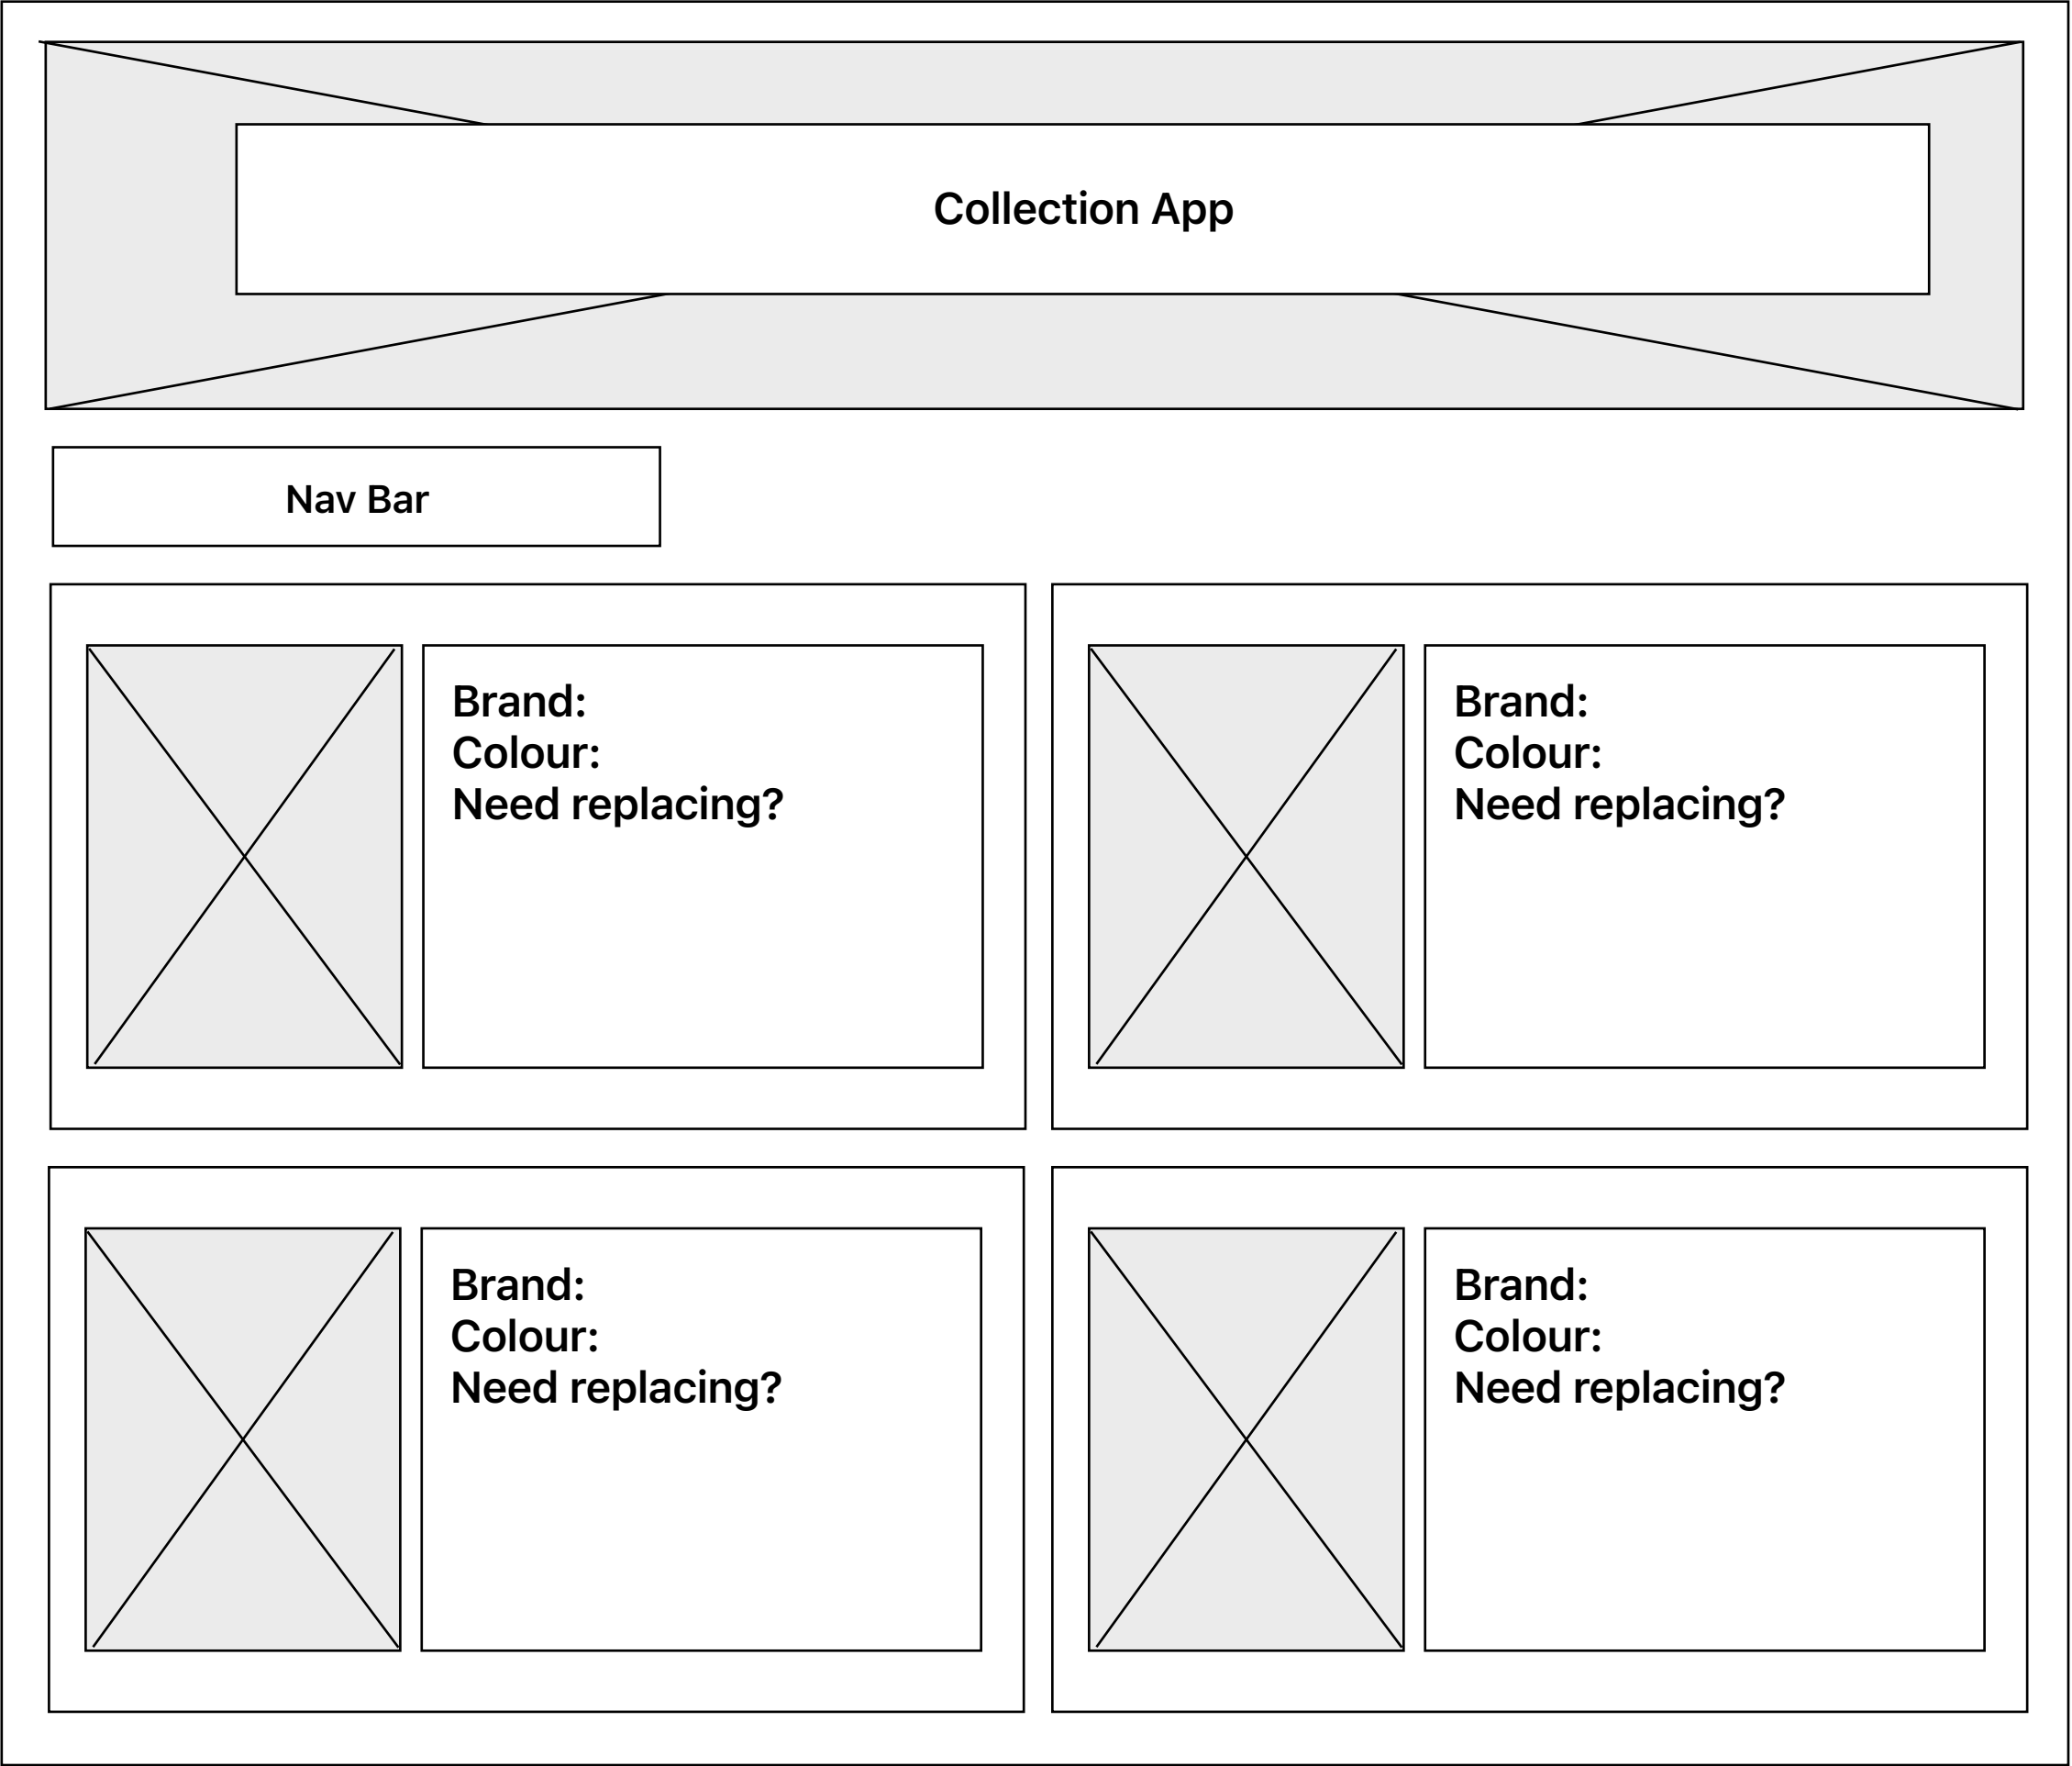 Collection App
Nav Bar
Brand:
Colour:
Need replacing?
Brand:
Colour:
Need replacing?
Brand:
Colour:
Need replacing?
Brand:
Colour:
Need replacing?